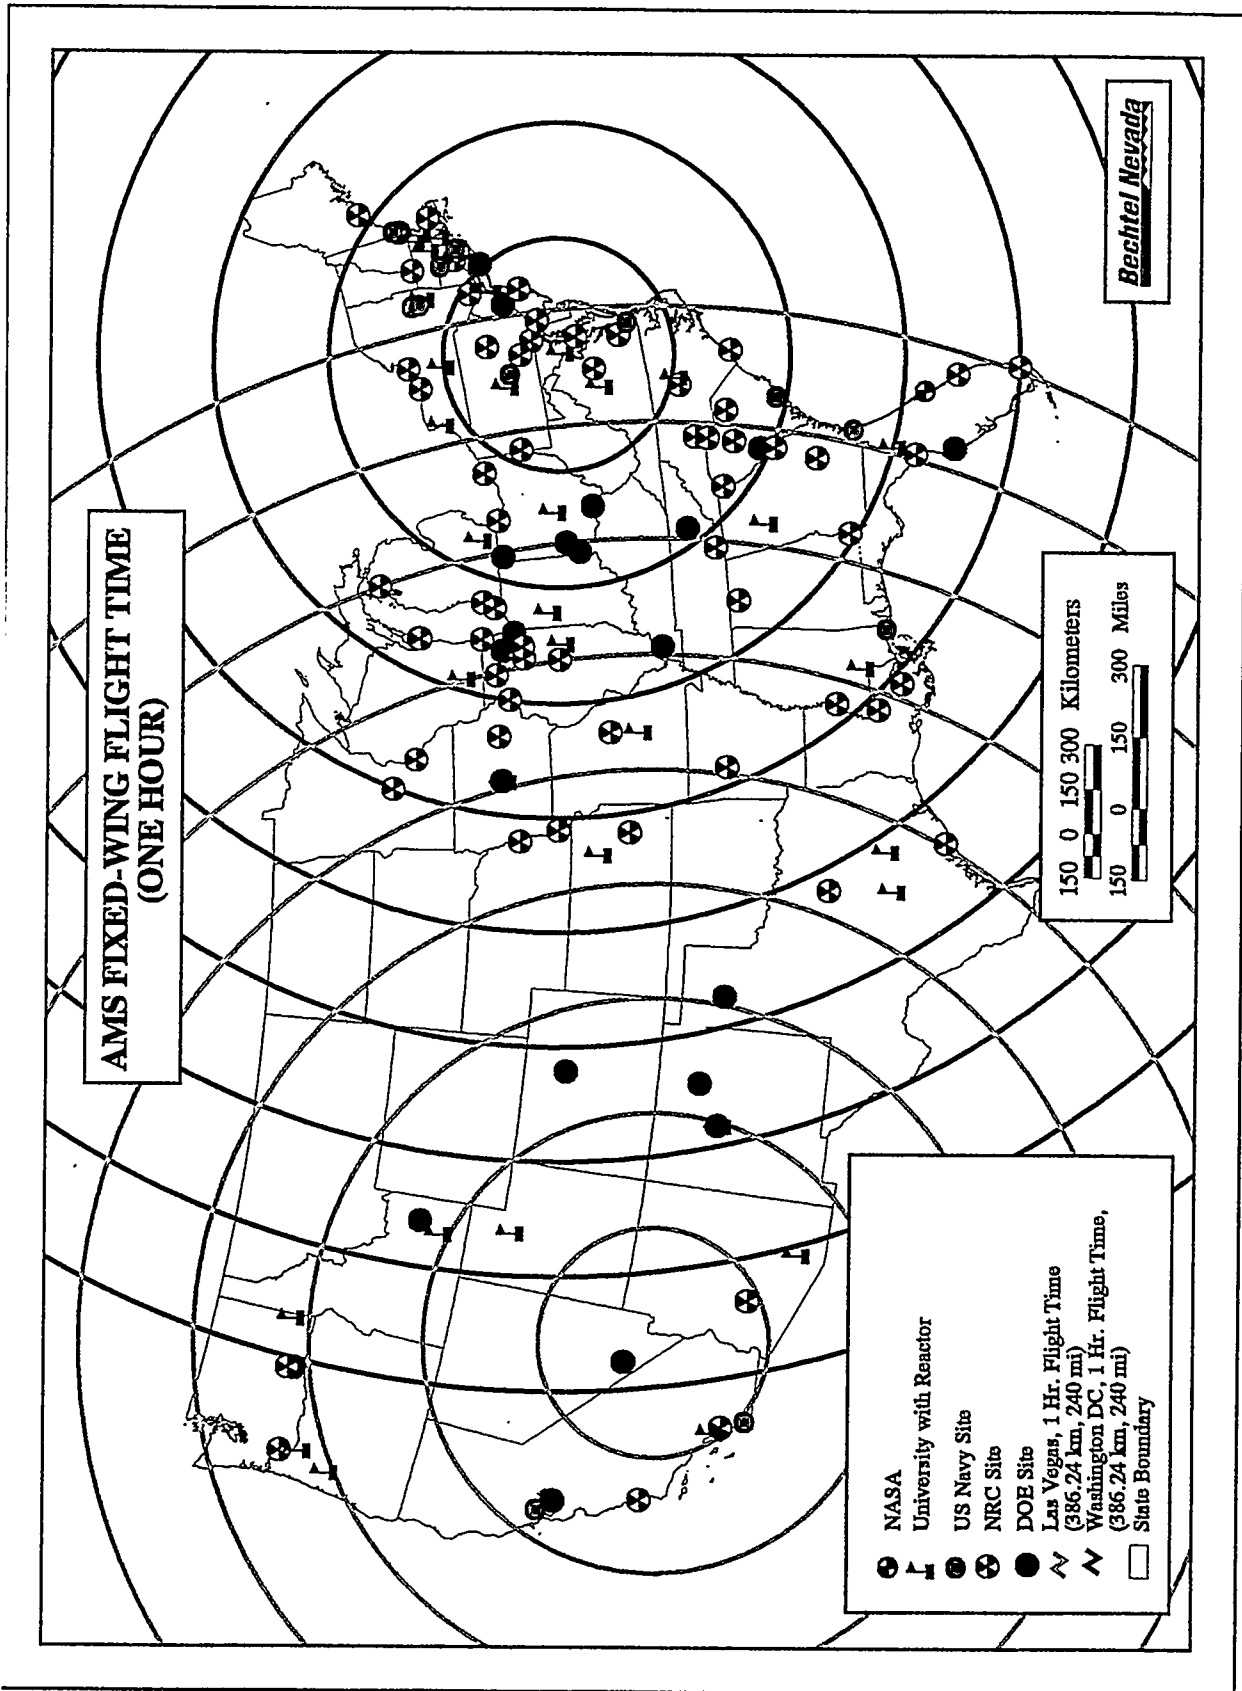 AMS FIXED-WING FLIGHT TIME
(ONE HOUR)
NASA
University with Reactor
US Navy Site
NRC Site
DOE Site
Las Vegas, 1 Hr. Flight Time
(386.24 km, 240 mi)
Washington DC, 1 Hr. Flight Time,
(386.24 km, 240 mi)
State Boundary
150 0 150 300 Kilometers
150 0 150 300 Miles
Bechtel Nevada